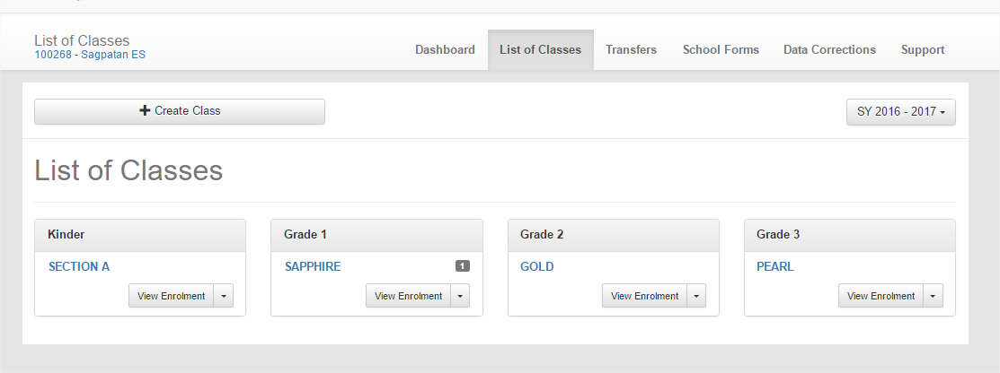 List of Classes
100268 - Sagpatan ES
Dashboard List of Classes Transfers School Forms Data Corrections Support
Create Class
SY 2016 - 2017
List of Classes
Kinder
SECTION A
View Enrolment
Grade 1
SAPPHIRE 1
View Enrolment
Grade 2
GOLD
View Enrolment
Grade 3
PEARL
View Enrolment